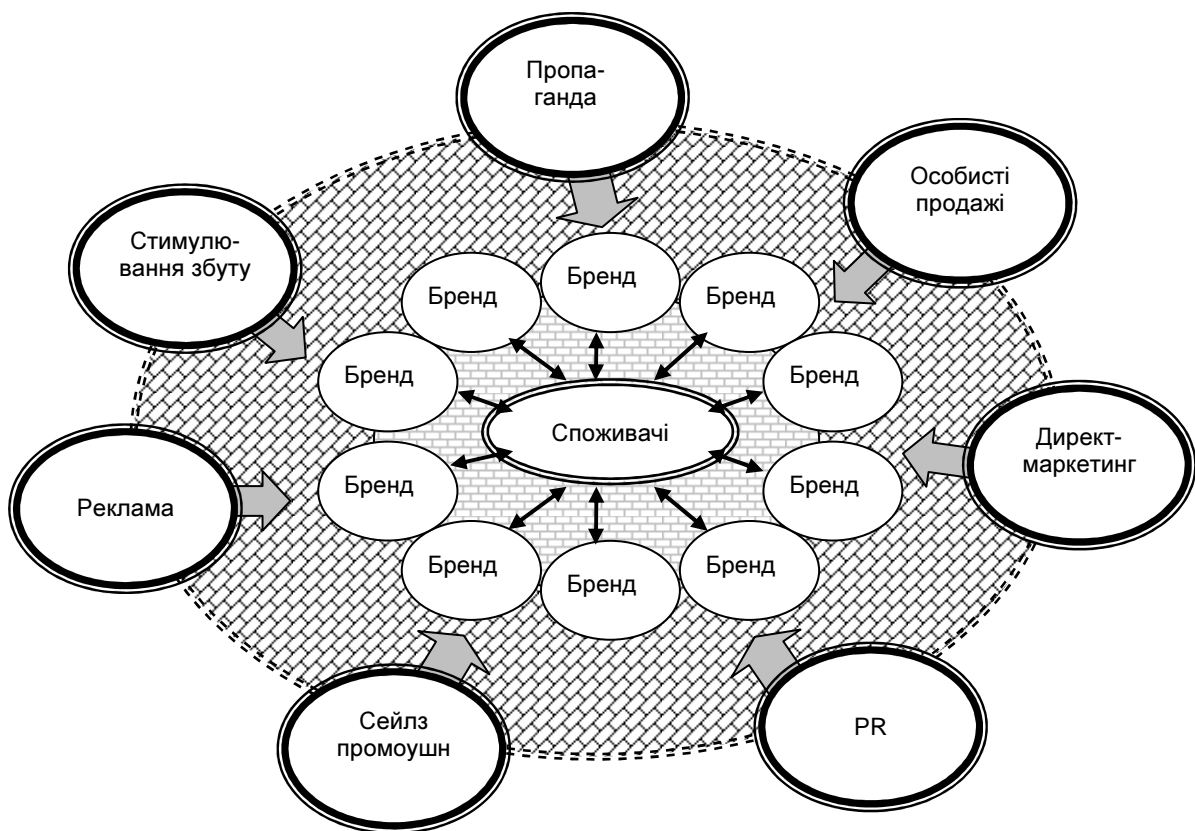 Пропа-
ганда
Особисті
продажі
Стимулю-
вання збуту
Бренд
Бренд
Бренд
Бренд
Бренд
Споживачі
Директ-
маркетинг
Бренд
Бренд
Реклама
Бренд
Бренд
Бренд
Сейлз
промоушн
PR